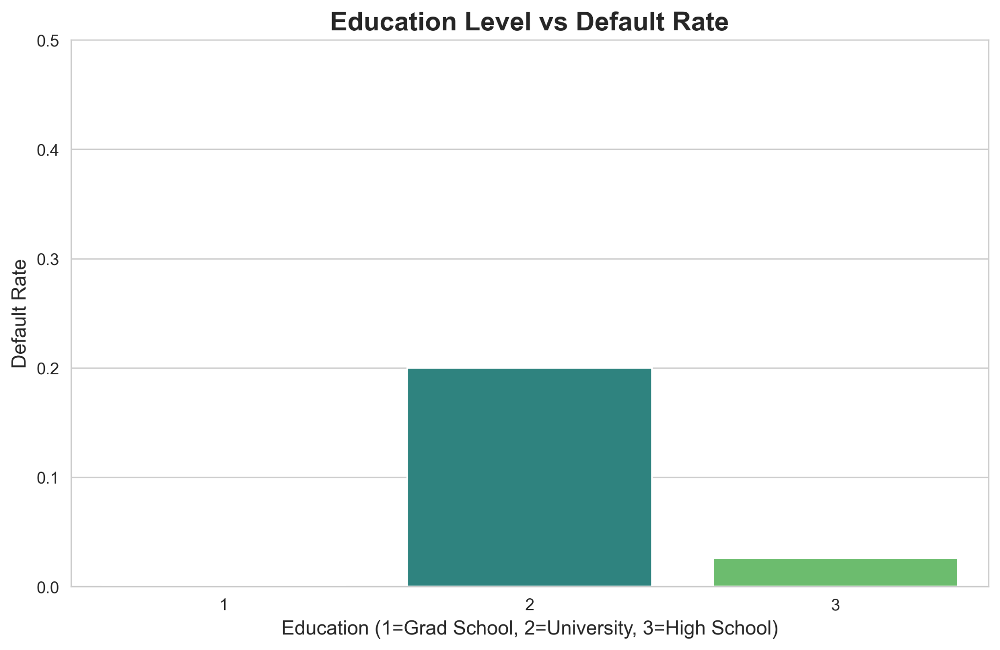 Education Level vs Default Rate
0.5
0.4
0.3
0.2
0.1
0.0
Default Rate
1 2 3
Education (1=Grad School, 2=University, 3=High School)